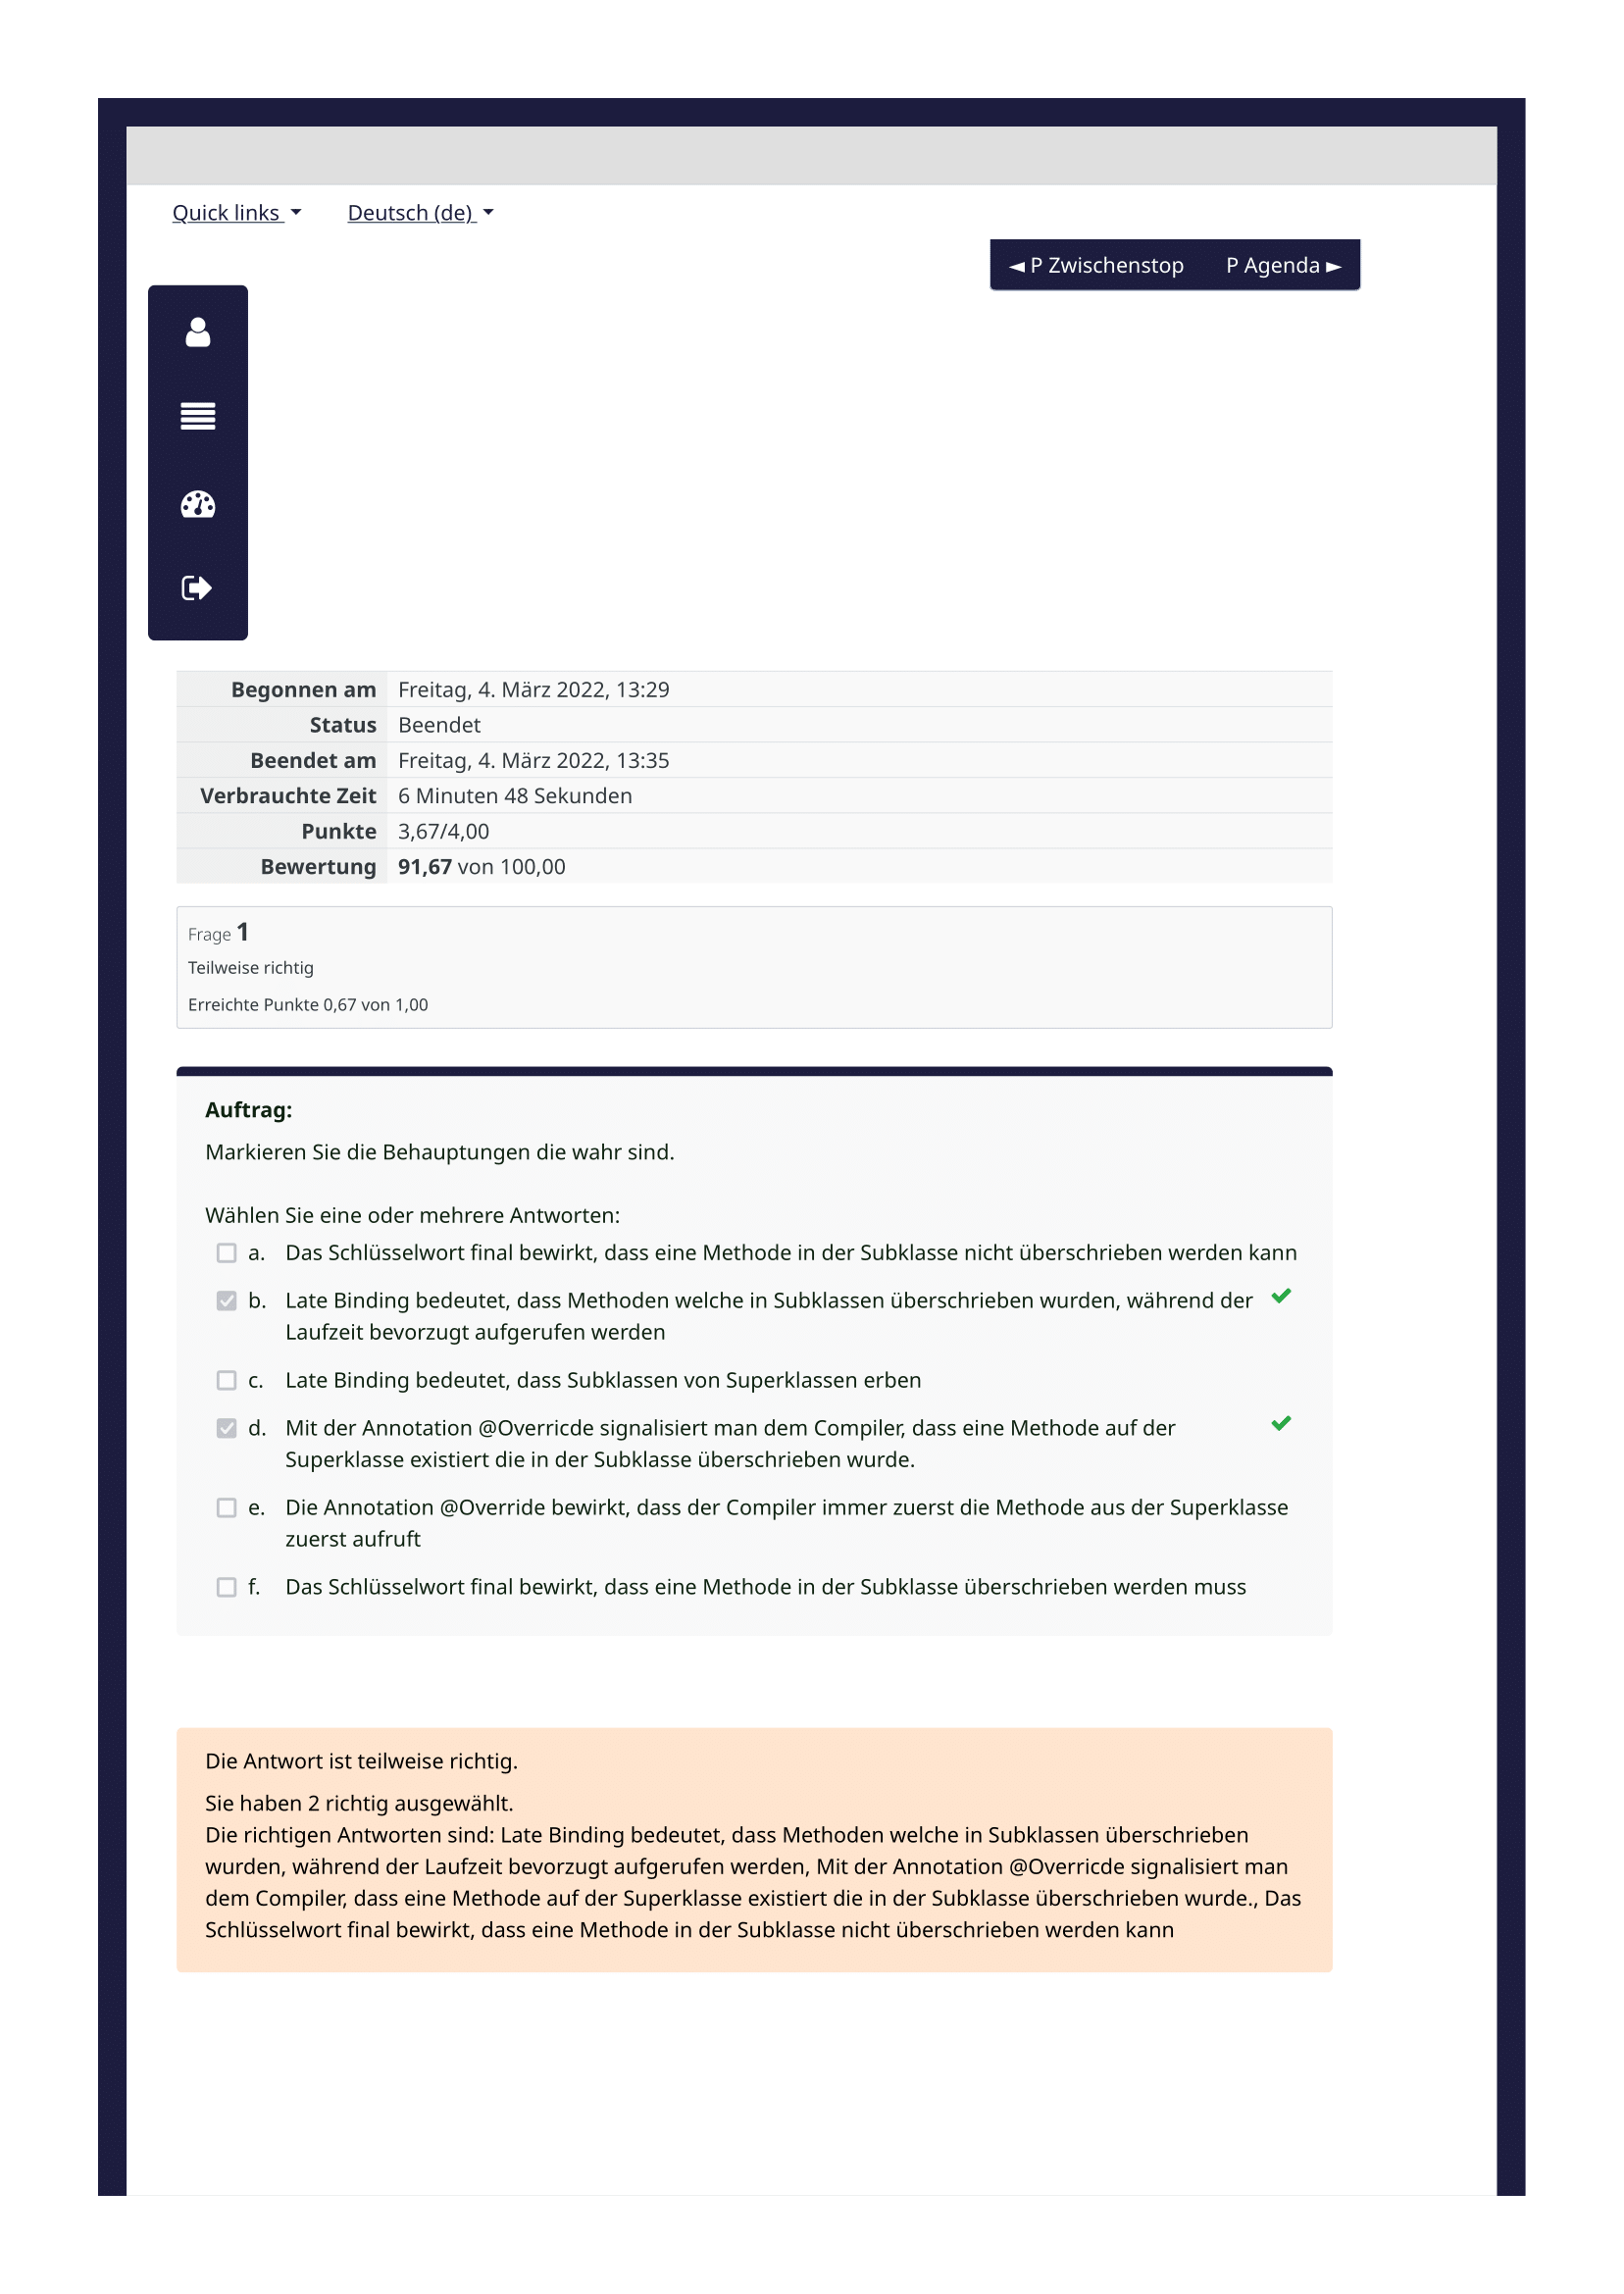 Quick links
Deutsch (de)
◄ P Zwischenstop
P Agenda ►
Begonnen am Freitag, 4. März 2022, 13:29
Status Beendet
Beendet am Freitag, 4. März 2022, 13:35
Verbrauchte Zeit 6 Minuten 48 Sekunden
Punkte 3,67/4,00
Bewertung 91,67 von 100,00
Frage 1
Teilweise richtig
Erreichte Punkte 0,67 von 1,00
Auftrag:
Markieren Sie die Behauptungen die wahr sind.
Wählen Sie eine oder mehrere Antworten:
a. Das Schlüsselwort final bewirkt, dass eine Methode in der Subklasse nicht überschrieben werden kann
b. Late Binding bedeutet, dass Methoden welche in Subklassen überschrieben wurden, während der
Laufzeit bevorzugt aufgerufen werden
c. Late Binding bedeutet, dass Subklassen von Superklassen erben
d. Mit der Annotation @Overricde signalisiert man dem Compiler, dass eine Methode auf der
Superklasse existiert die in der Subklasse überschrieben wurde.
e. Die Annotation @Override bewirkt, dass der Compiler immer zuerst die Methode aus der Superklasse
zuerst aufruft
f. Das Schlüsselwort final bewirkt, dass eine Methode in der Subklasse überschrieben werden muss
Die Antwort ist teilweise richtig.
Sie haben 2 richtig ausgewählt.
Die richtigen Antworten sind: Late Binding bedeutet, dass Methoden welche in Subklassen überschrieben
wurden, während der Laufzeit bevorzugt aufgerufen werden, Mit der Annotation @Overricde signalisiert man
dem Compiler, dass eine Methode auf der Superklasse existiert die in der Subklasse überschrieben wurde., Das
Schlüsselwort final bewirkt, dass eine Methode in der Subklasse nicht überschrieben werden kann